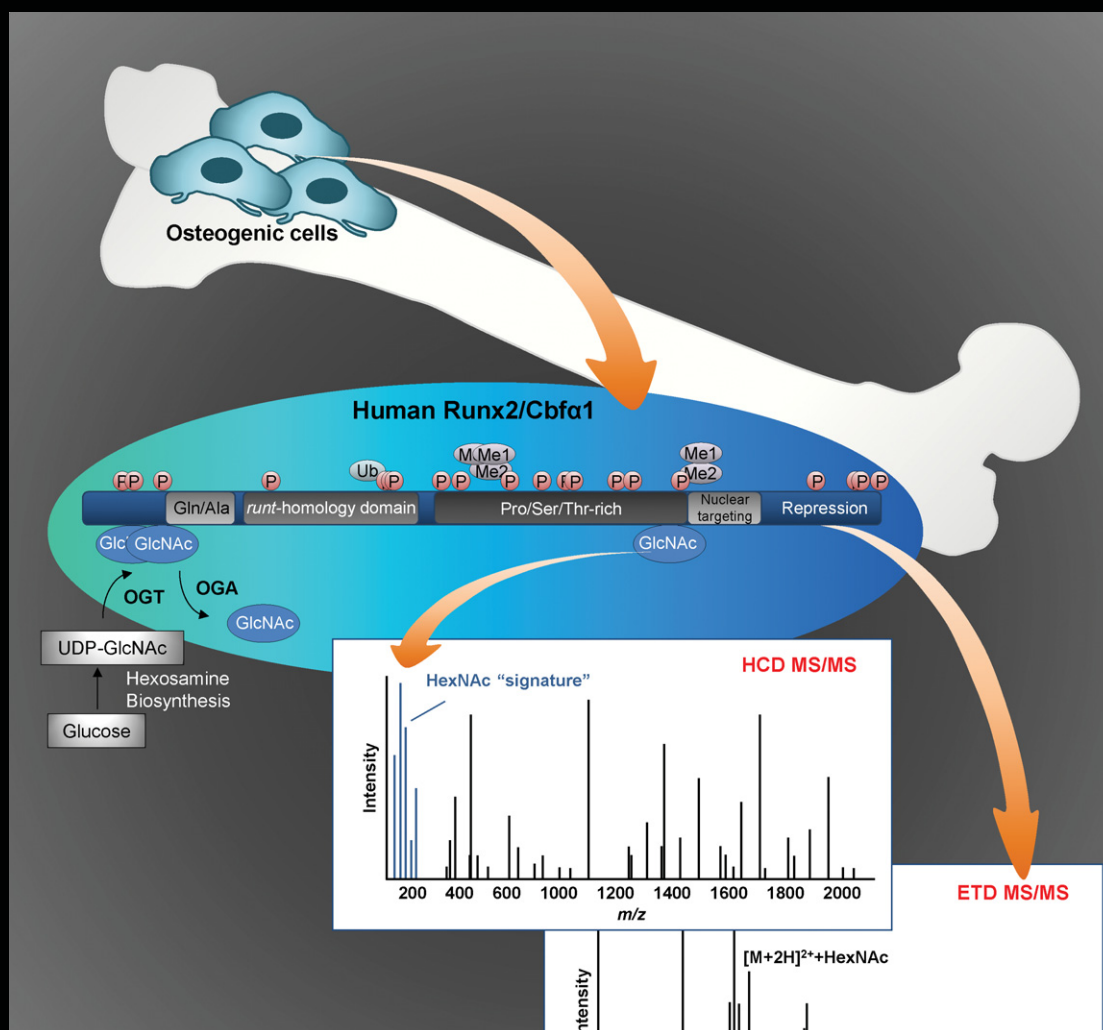 Osteogenic cells
Human Runx2/Cbfα1
Me1
Me2
Me1
Me2
Ub
P P P P P P P P P P P P P P P P P P
Gln/Ala
runt-homology domain
Pro/Ser/Thr-rich
Nuclear
targeting
Repression
GlcNAc
GlcNAc
OGT
OGA
GlcNAc
UDP-GlcNAc
Hexosamine
Biosynthesis
Glucose
HCD MS/MS
HexNAc “signature”
Intensity
200 400 600 1000 1200 1400 1600 1800 2000
m/z
ETD MS/MS
[M+2H]²⁺+HexNAc